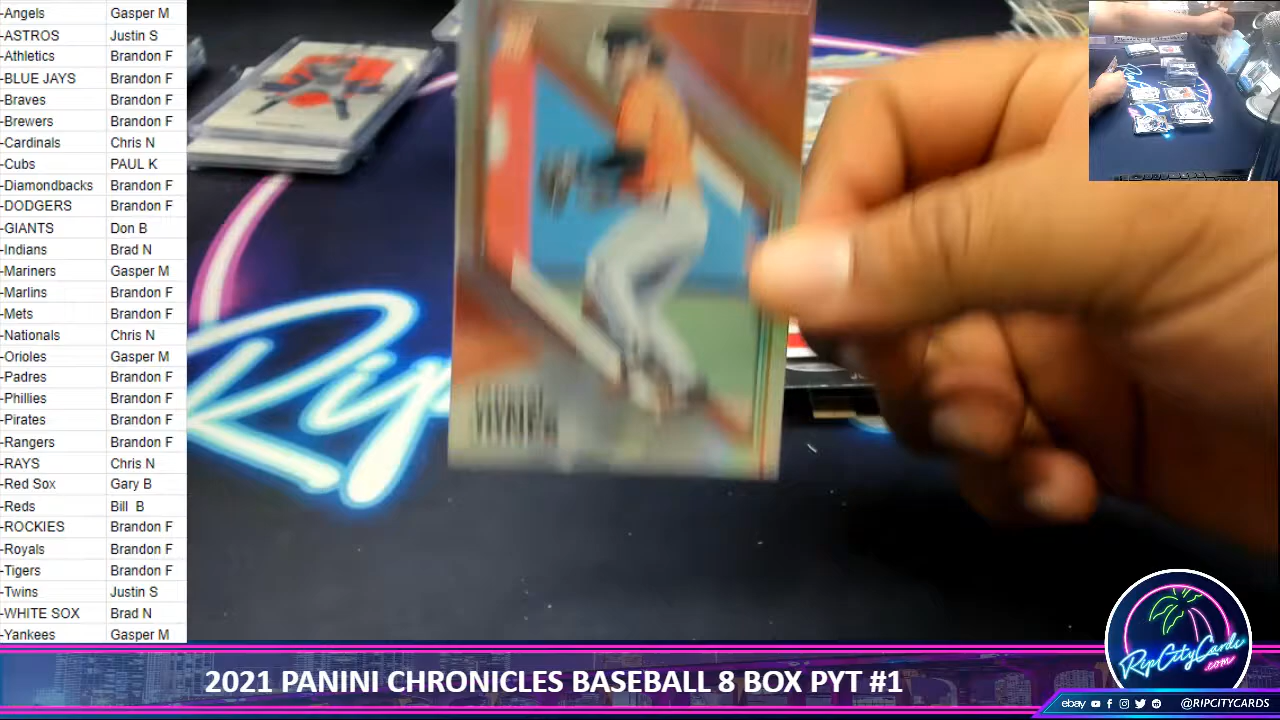 -Angels Gasper M
-ASTROS Justin S
-Athletics Brandon F
-BLUE JAYS Brandon F
-Braves Brandon F
-Brewers Brandon F
-Cardinals Chris N
-Cubs PAUL K
-Diamondbacks Brandon F
-DODGERS Brandon F
-GIANTS Don B
-Indians Brad N
-Mariners Gasper M
-Marlins Brandon F
-Mets Brandon F
-Nationals Chris N
-Orioles Gasper M
-Padres Brandon F
-Phillies Brandon F
-Pirates Brandon F
-Rangers Brandon F
-RAYS Chris N
-Red Sox Gary B
-Reds Bill B
-ROCKIES Brandon F
-Royals Brandon F
-Tigers Brandon F
-Twins Justin S
-WHITE SOX Brad N
-Yankees Gasper M
Rip
RipCityCards
.com
2021 PANINI CHRONICLES BASEBALL 8 BOX PYT #1
ebay @RIPCITYCARDS